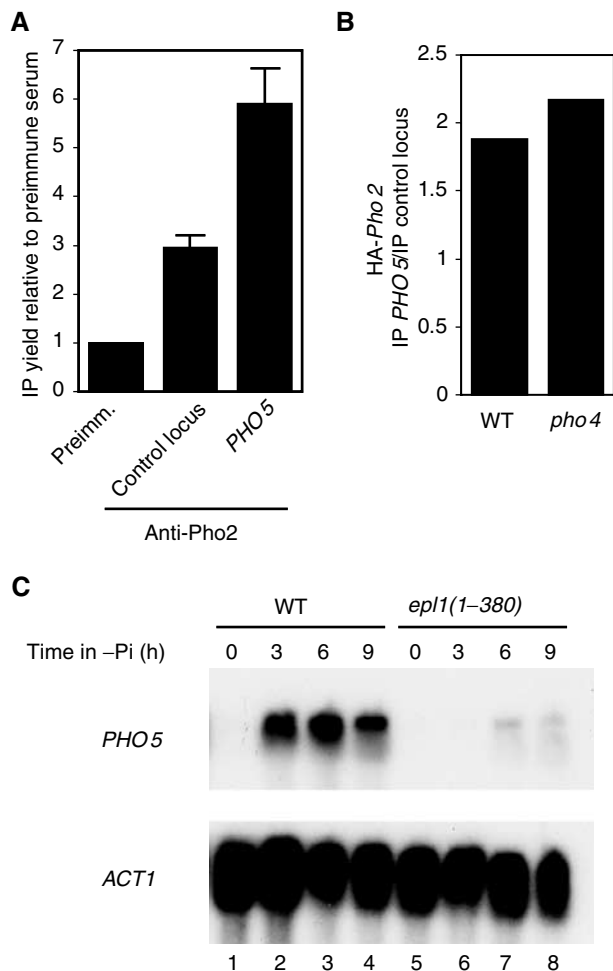 A
IP yield relative to preimmune serum
7
6
5
4
3
2
1
0
Preimm.
Control locus
PHO5
Anti-Pho2
B
HA-Pho2
IP PHO5/IP control locus
2.5
2
1.5
1
0.5
0
WT
pho4
C
WT
epl1(1–380)
Time in –Pi (h) 0 3 6 9 0 3 6 9
PHO5
ACT1
1 2 3 4 5 6 7 8